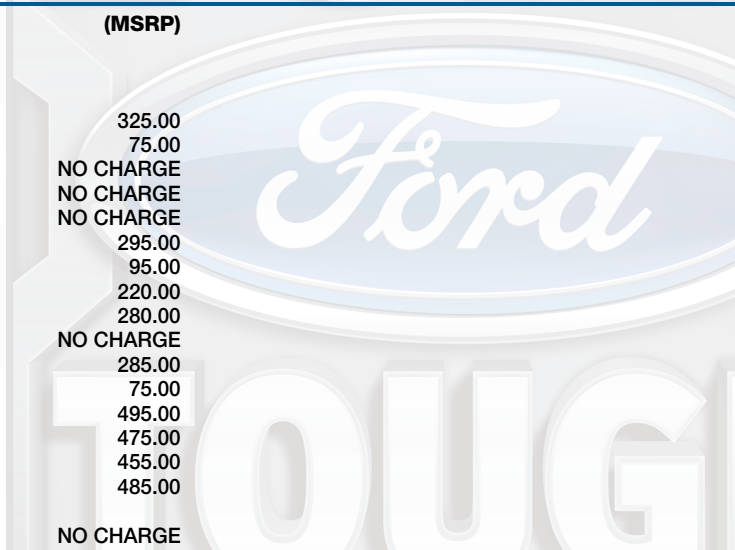 (MSRP)
325.00
75.00
NO CHARGE
NO CHARGE
NO CHARGE
295.00
95.00
220.00
280.00
NO CHARGE
285.00
75.00
495.00
475.00
455.00
485.00
NO CHARGE
Ford